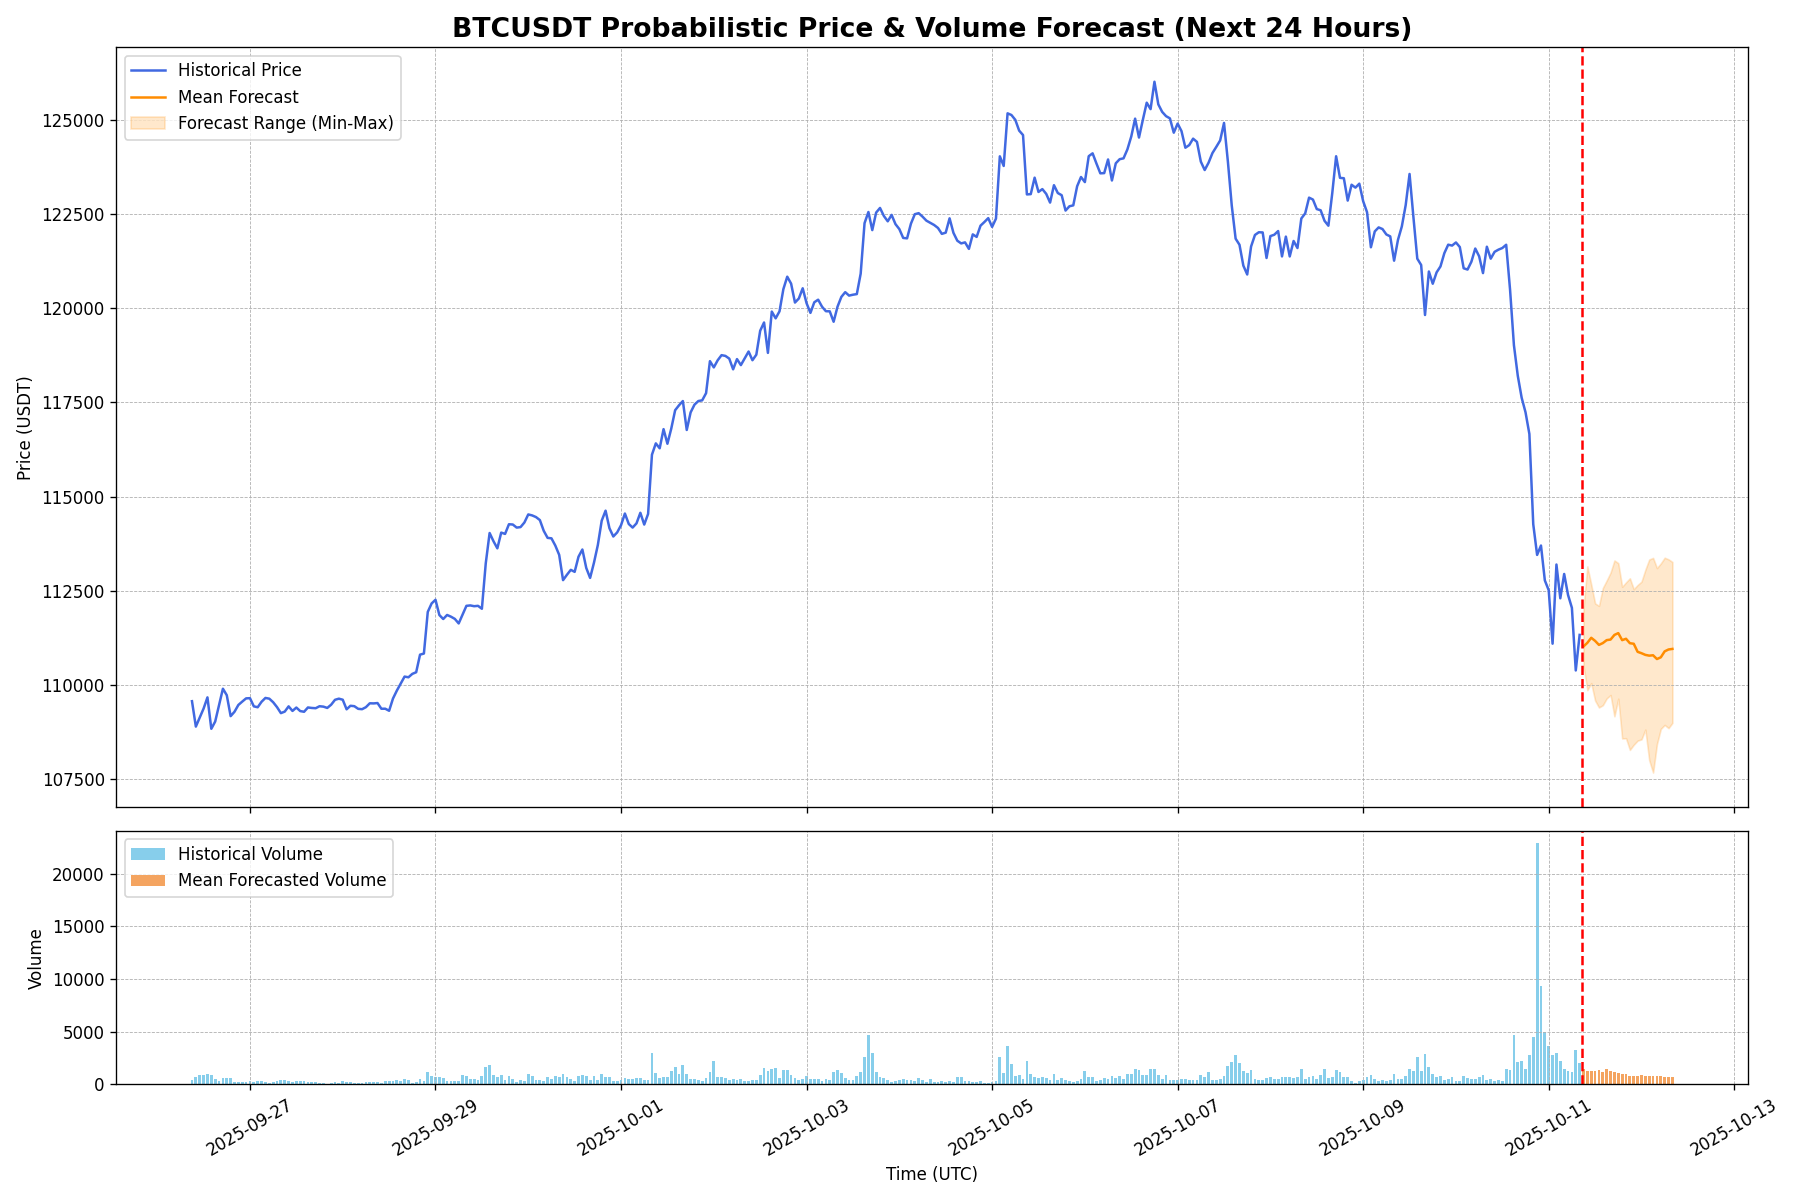 BTCUSDT Probabilistic Price & Volume Forecast (Next 24 Hours)
Historical Price
Mean Forecast
Forecast Range (Min-Max)
Price (USDT)
125000
122500
120000
117500
115000
112500
110000
107500
Historical Volume
Mean Forecasted Volume
Volume
20000
15000
10000
5000
0
2025-09-27
2025-09-29
2025-10-01
2025-10-03
2025-10-05
2025-10-07
2025-10-09
2025-10-11
2025-10-13
Time (UTC)